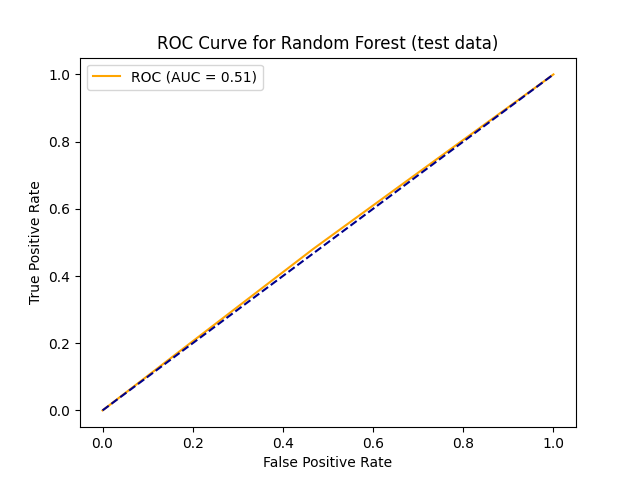 ROC Curve for Random Forest (test data)
ROC (AUC = 0.51)
True Positive Rate
1.0
0.8
0.6
0.4
0.2
0.0
0.0 0.2 0.4 0.6 0.8 1.0
False Positive Rate